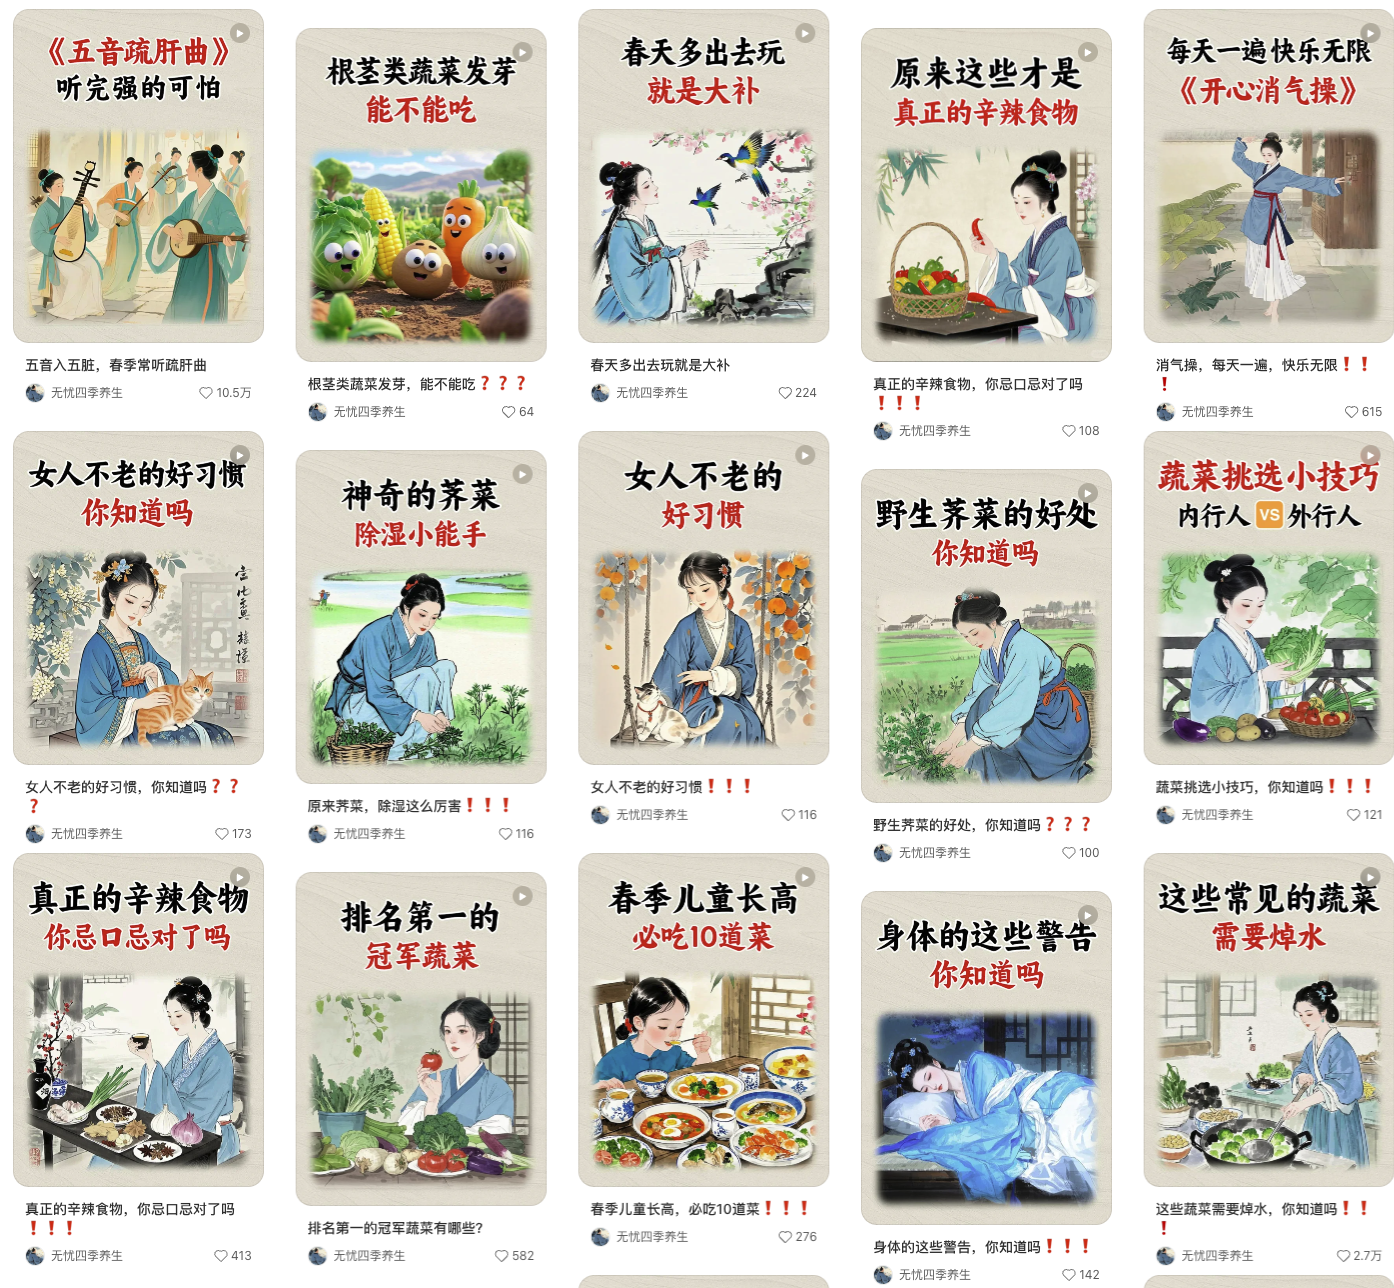 《五音疏肝曲》
听完强的可怕
五音入五脏，春季常听疏肝曲
无忧四季养生
10.5万
根茎类蔬菜发芽
能不能吃
根茎类蔬菜发芽，能不能吃❓❓❓
无忧四季养生
64
春天多出去玩
就是大补
春天多出去玩就是大补
无忧四季养生
224
原来这些才是
真正的辛辣食物
真正的辛辣食物，你忌口忌对了吗
❗❗❗
无忧四季养生
108
每天一遍快乐无限
《开心消气操》
消气操，每天一遍，快乐无限❗❗
❗
无忧四季养生
615
女人不老的好习惯
你知道吗
女人不老的好习惯，你知道吗❓❓
❓
无忧四季养生
173
神奇的荠菜
除湿小能手
原来荠菜，除湿这么厉害❗❗❗
无忧四季养生
116
女人不老的
好习惯
女人不老的好习惯❗❗❗
无忧四季养生
116
野生荠菜的好处
你知道吗
野生荠菜的好处，你知道吗❓❓❓
无忧四季养生
100
蔬菜挑选小技巧
内行人 VS 外行人
蔬菜挑选小技巧，你知道吗❗❗❗
无忧四季养生
121
真正的辛辣食物
你忌口忌对了吗
真正的辛辣食物，你忌口忌对了吗
❗❗❗
无忧四季养生
413
排名第一的
冠军蔬菜
排名第一的冠军蔬菜有哪些?
无忧四季养生
582
春季儿童长高
必吃10道菜
春季儿童长高，必吃10道菜❗❗❗
无忧四季养生
276
身体的这些警告
你知道吗
身体的这些警告，你知道吗❗❗❗
无忧四季养生
142
这些常见的蔬菜
需要焯水
这些蔬菜需要焯水，你知道吗❗❗
❗
无忧四季养生
2.7万